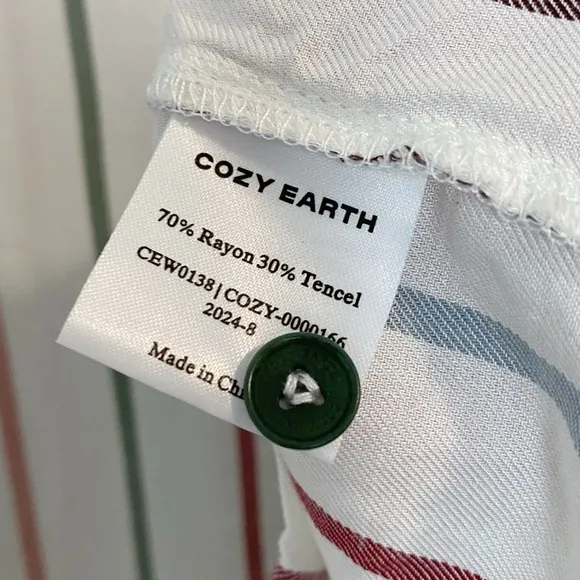 COZY EARTH
70% Rayon 30% Tencel
CEW0138|COZY-0000166
2024-8
Made in